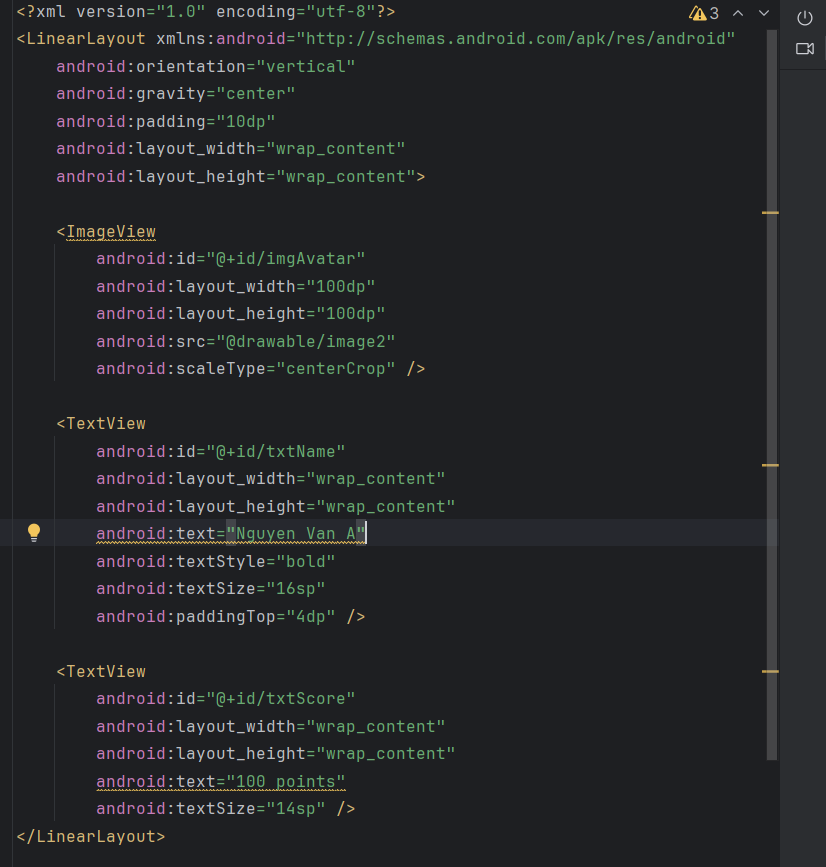 <?xml version="1.0" encoding="utf-8"?>
3
<LinearLayout xmlns:android="http://schemas.android.com/apk/res/android"
    android:orientation="vertical"
    android:gravity="center"
    android:padding="10dp"
    android:layout_width="wrap_content"
    android:layout_height="wrap_content">

    <ImageView
        android:id="@+id/imgAvatar"
        android:layout_width="100dp"
        android:layout_height="100dp"
        android:src="@drawable/image2"
        android:scaleType="centerCrop" />

    <TextView
        android:id="@+id/txtName"
        android:layout_width="wrap_content"
        android:layout_height="wrap_content"
        android:text="Nguyen Van A"
        android:textStyle="bold"
        android:textSize="16sp"
        android:paddingTop="4dp" />

    <TextView
        android:id="@+id/txtScore"
        android:layout_width="wrap_content"
        android:layout_height="wrap_content"
        android:text="100 points"
        android:textSize="14sp" />
</LinearLayout>